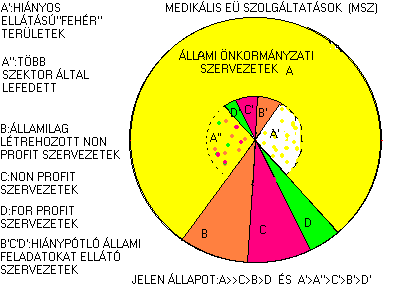 A':HIÁNYOS
ELLÁTÁSÚ"FEHÉR"
TERÜLETEK
A'':TÖBB
SZEKTOR ÁLTAL
LEFEDETT
B:ÁLLAMILAG
LÉTREHOZOTT NON
PROFIT SZERVEZETEK
C:NON PROFIT
SZERVEZETEK
D:FOR PROFIT
SZERVEZETEK
B'C'D':HIÁNYPÓTLÓ ÁLLAMI
FELADATOKAT ELLÁTÓ
SZERVEZETEK
MEDIKÁLIS EÜ SZOLGÁLTATÁSOK (MSZ)
ÁLLAMI ÖNKORMÁNYZATI
SZERVEZETEK A
D' C' B'
A'' A'
B C D
JELEN ÁLLAPOT:A>>C>B>D ÉS A'>A''>C'>B'>D'